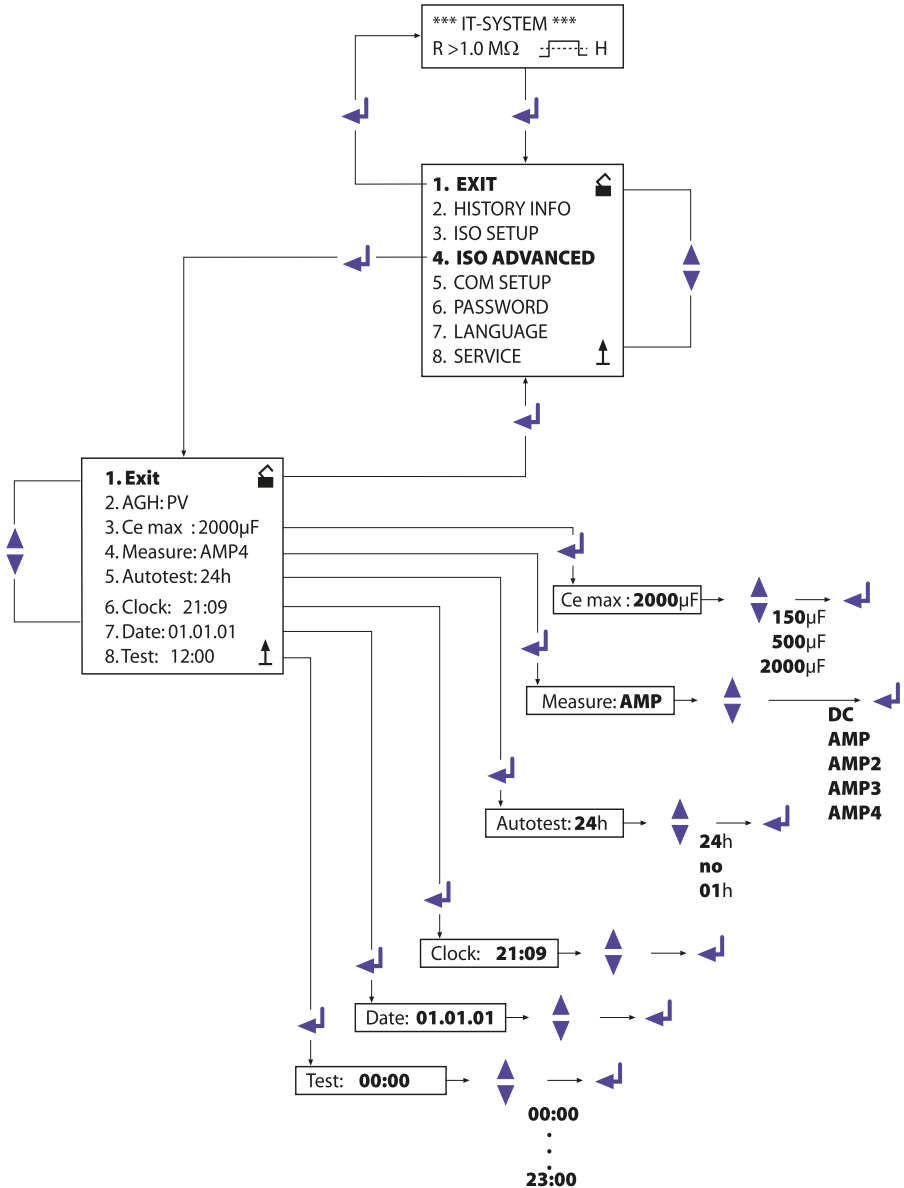 *** IT-SYSTEM ***
R >1.0 MΩ H
1. EXIT
2. HISTORY INFO
3. ISO SETUP
4. ISO ADVANCED
5. COM SETUP
6. PASSWORD
7. LANGUAGE
8. SERVICE
1. Exit
2. AGH: PV
3. Ce max : 2000µF
4. Measure: AMP4
5. Autotest: 24h
6. Clock: 21:09
7. Date: 01.01.01
8. Test: 12:00
Ce max : 2000µF
150µF
500µF
2000µF
Measure: AMP
DC
AMP
AMP2
AMP3
AMP4
Autotest: 24h
24h
no
01h
Clock: 21:09
Date: 01.01.01
Test: 00:00
00:00
.
.
.
23:00